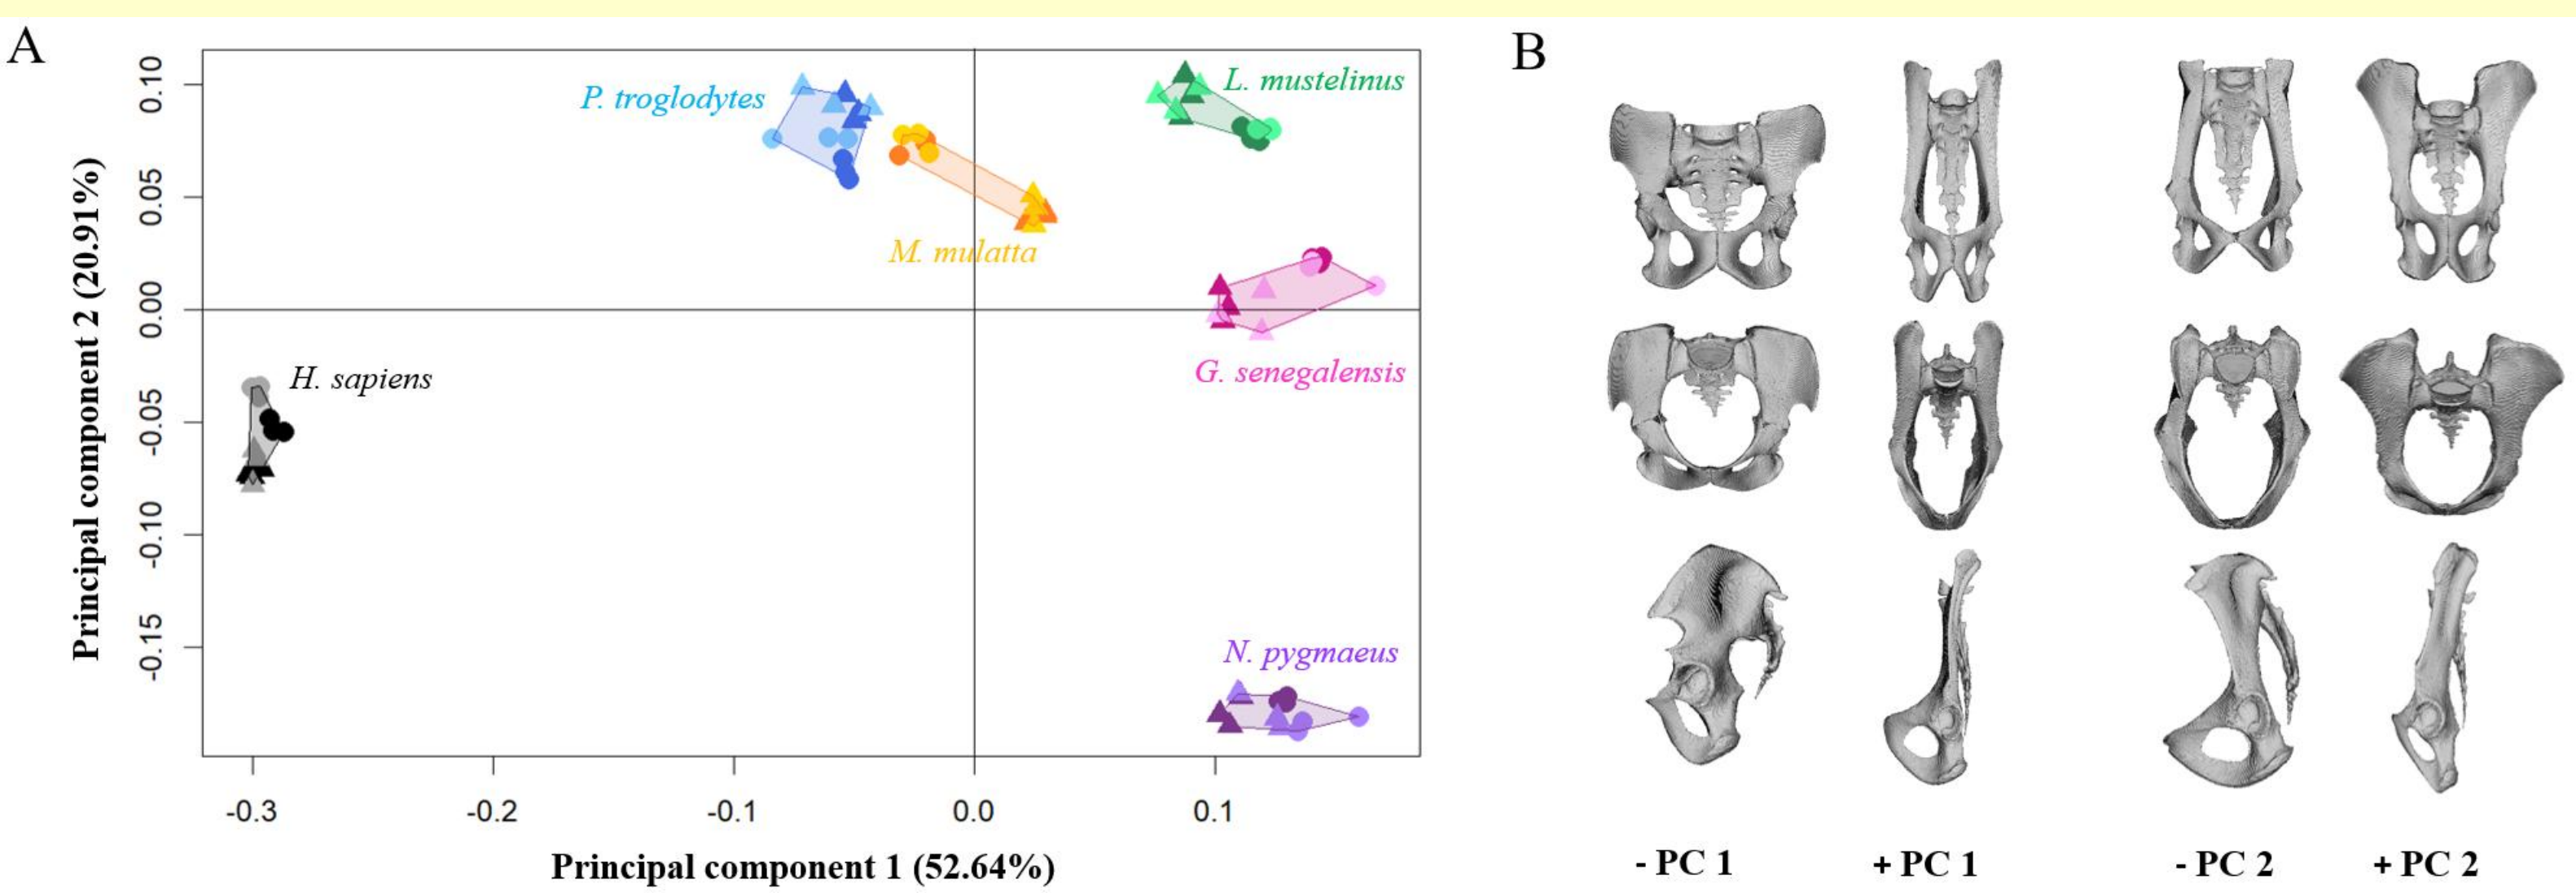 A
B
0.10
0.05
0.00
-0.05
-0.10
-0.15
Principal component 2 (20.91%)
P. troglodytes
L. mustelinus
M. mulatta
G. senegalensis
H. sapiens
N. pygmaeus
-0.3 -0.2 -0.1 0.0 0.1
Principal component 1 (52.64%)
- PC 1 + PC 1 - PC 2 + PC 2